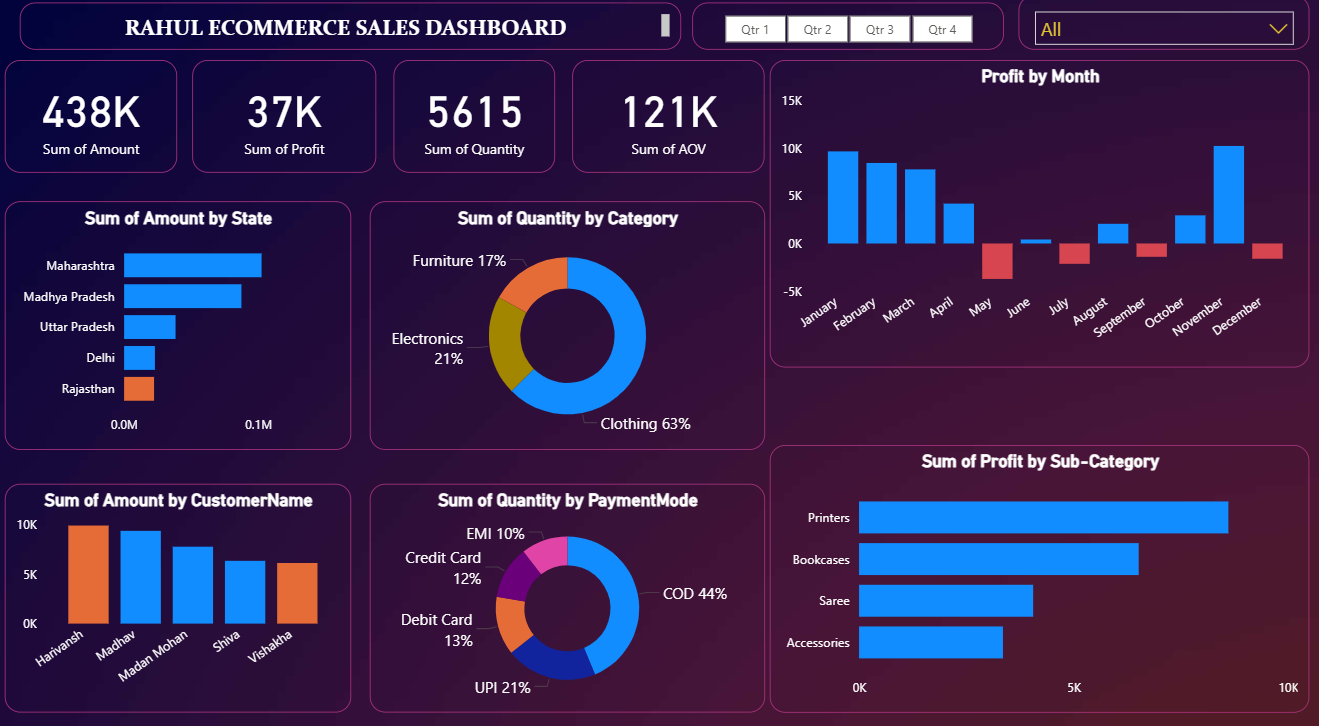 RAHUL ECOMMERCE SALES DASHBOARD
Qtr 1
Qtr 2
Qtr 3
Qtr 4
All
438K
Sum of Amount
37K
Sum of Profit
5615
Sum of Quantity
121K
Sum of AOV
Profit by Month
15K
10K
5K
0K
-5K
January
February
March
April
May
June
July
August
September
October
November
December
Sum of Amount by State
Maharashtra
Madhya Pradesh
Uttar Pradesh
Delhi
Rajasthan
0.0M
0.1M
Sum of Quantity by Category
Furniture 17%
Electronics
21%
Clothing 63%
Sum of Amount by CustomerName
10K
5K
0K
Harivansh
Madhav
Madan Mohan
Shiva
Vishakha
Sum of Quantity by PaymentMode
EMI 10%
Credit Card
12%
Debit Card
13%
UPI 21%
COD 44%
Sum of Profit by Sub-Category
Printers
Bookcases
Saree
Accessories
0K
5K
10K